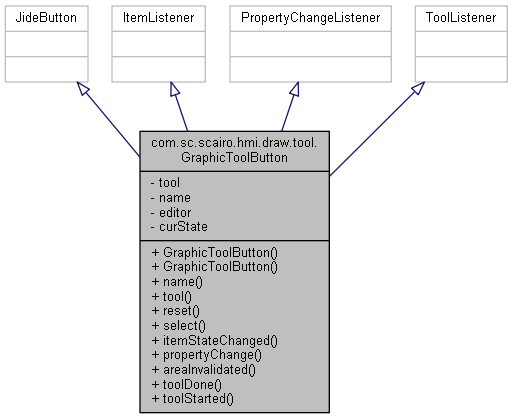 JideButton
ItemListener
PropertyChangeListener
ToolListener
com.sc.scairo.hmi.draw.tool.
GraphicToolButton
- tool
- name
- editor
- curState
+ GraphicToolButton()
+ GraphicToolButton()
+ name()
+ tool()
+ reset()
+ select()
+ itemStateChanged()
+ propertyChange()
+ areaInvalidated()
+ toolDone()
+ toolStarted()